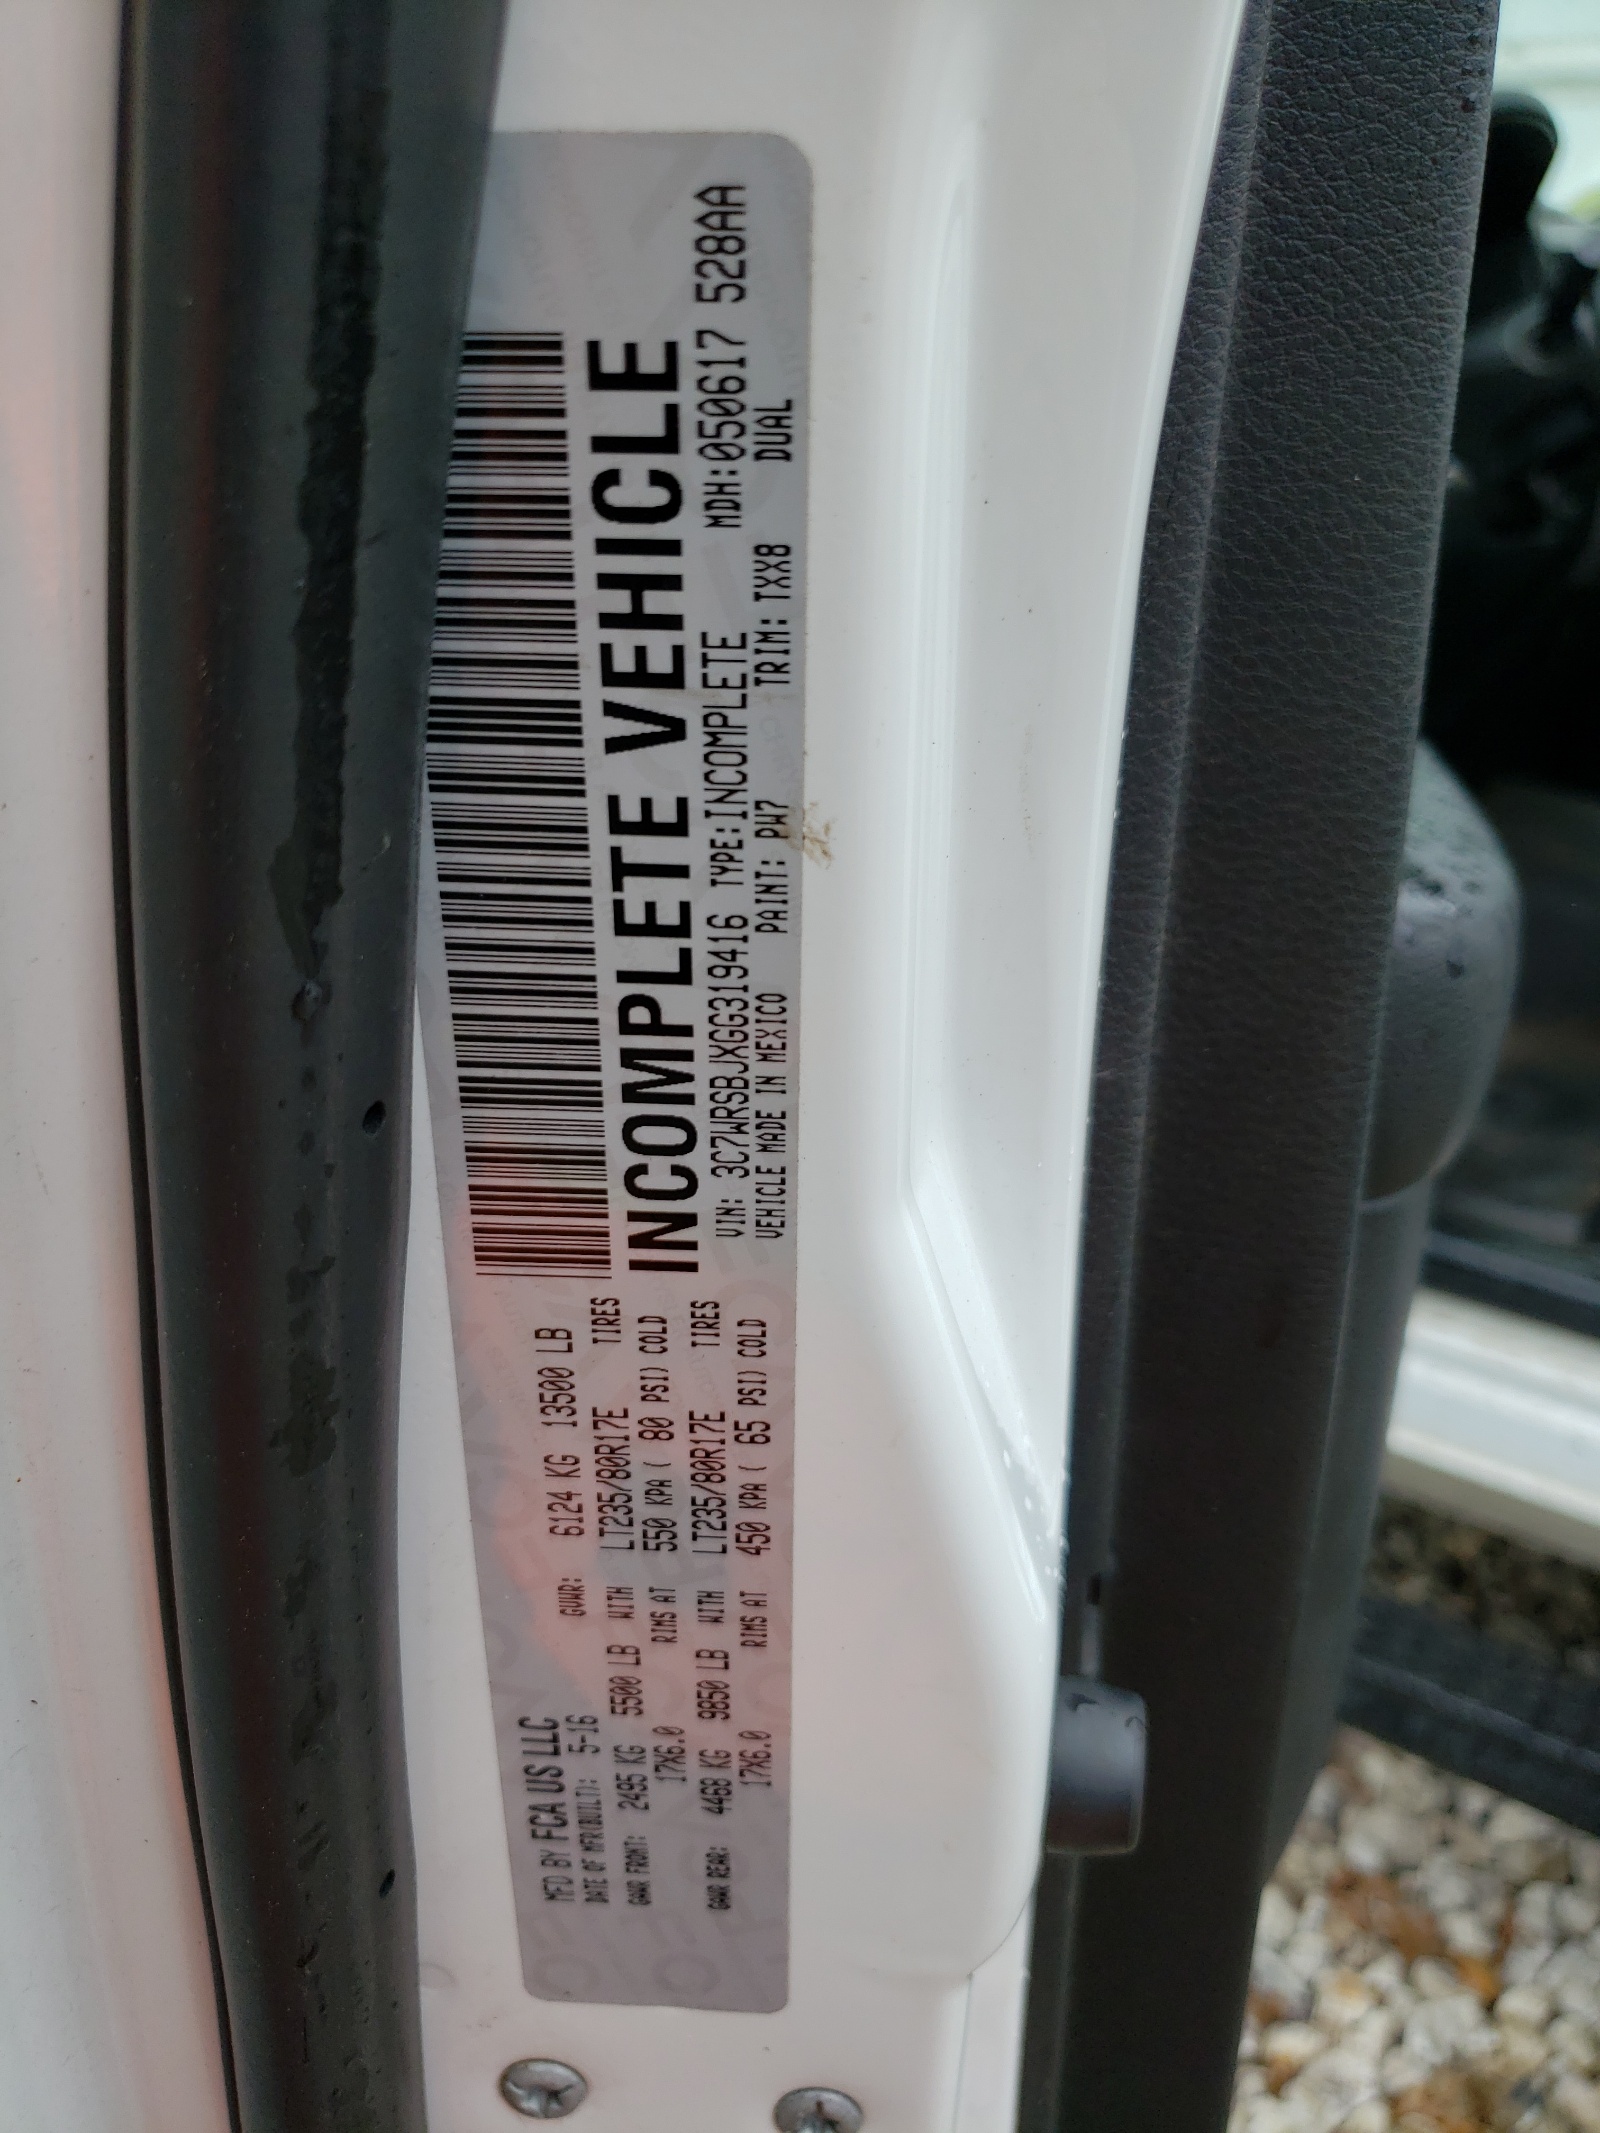 MFD BY FCA US LLC
DATE OF MFR(BUILT): 5-16 GVWR: 6124 KG 13500 LB
GAWR FRONT: 2495 KG 5500 LB WITH LT235/80R17E TIRES
17X6.0 RIMS AT 550 KPA ( 80 PSI) COLD
GAWR REAR: 4468 KG 9850 LB WITH LT235/80R17E TIRES
17X6.0 RIMS AT 450 KPA ( 65 PSI) COLD
INCOMPLETE VEHICLE
VIN: 3C7WRSBJXGG319416 TYPE:INCOMPLETE MDH:050617 528AA
VEHICLE MADE IN MEXICO PAINT: PW7 TRIM: TXX8 DUAL